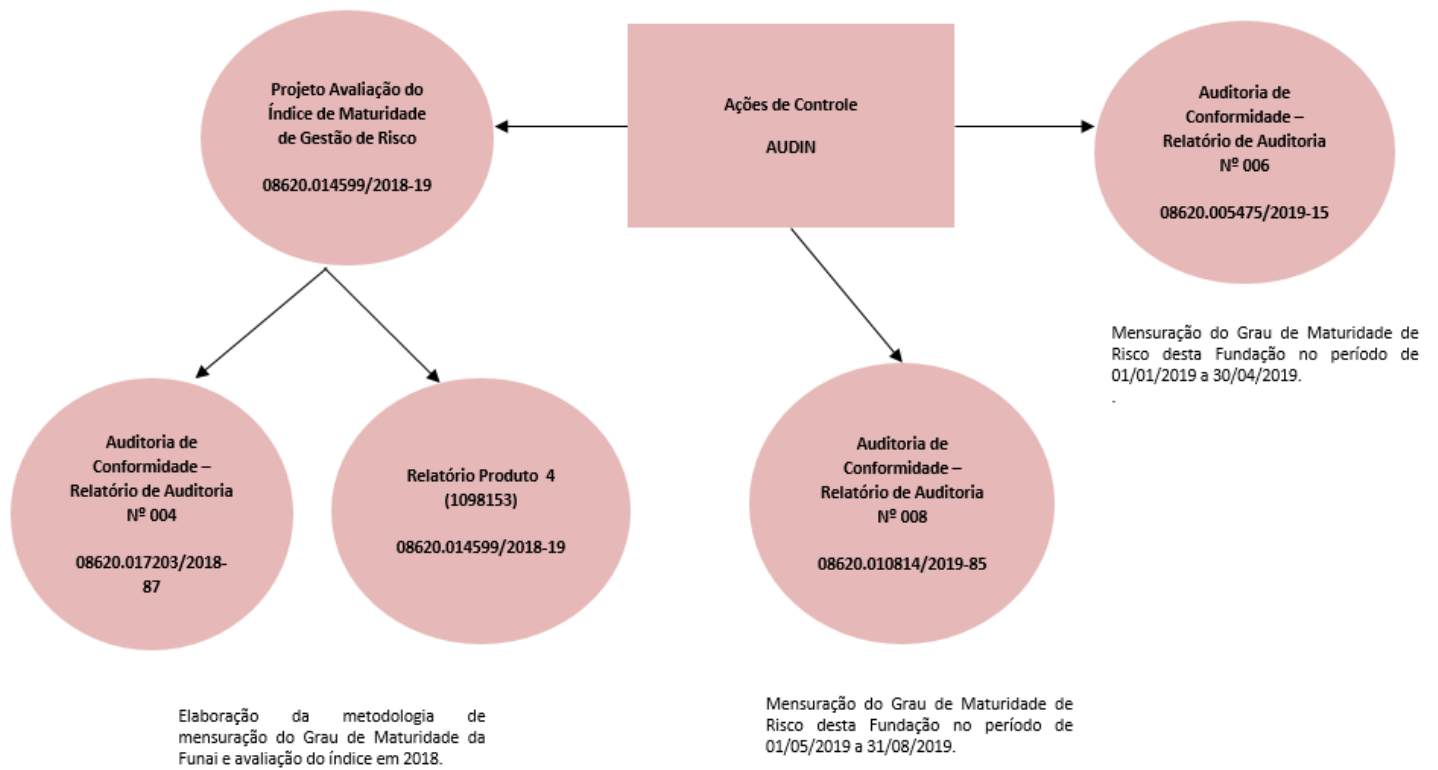 Projeto Avaliação do
Índice de Maturidade
de Gestão de Risco
08620.014599/2018-19
Ações de Controle
AUDIN
Auditoria de
Conformidade –
Relatório de Auditoria
Nº 006
08620.005475/2019-15
Mensuração do Grau de Maturidade de
Risco desta Fundação no período de
01/01/2019 a 30/04/2019.
.
Auditoria de
Conformidade –
Relatório de Auditoria
Nº 004
08620.017203/2018-
87
Relatório Produto 4
(1098153)
08620.014599/2018-19
Auditoria de
Conformidade –
Relatório de Auditoria
Nº 008
08620.010814/2019-85
Elaboração da metodologia de
mensuração do Grau de Maturidade da
Funai e avaliação do índice em 2018.
Mensuração do Grau de Maturidade de
Risco desta Fundação no período de
01/05/2019 a 31/08/2019.